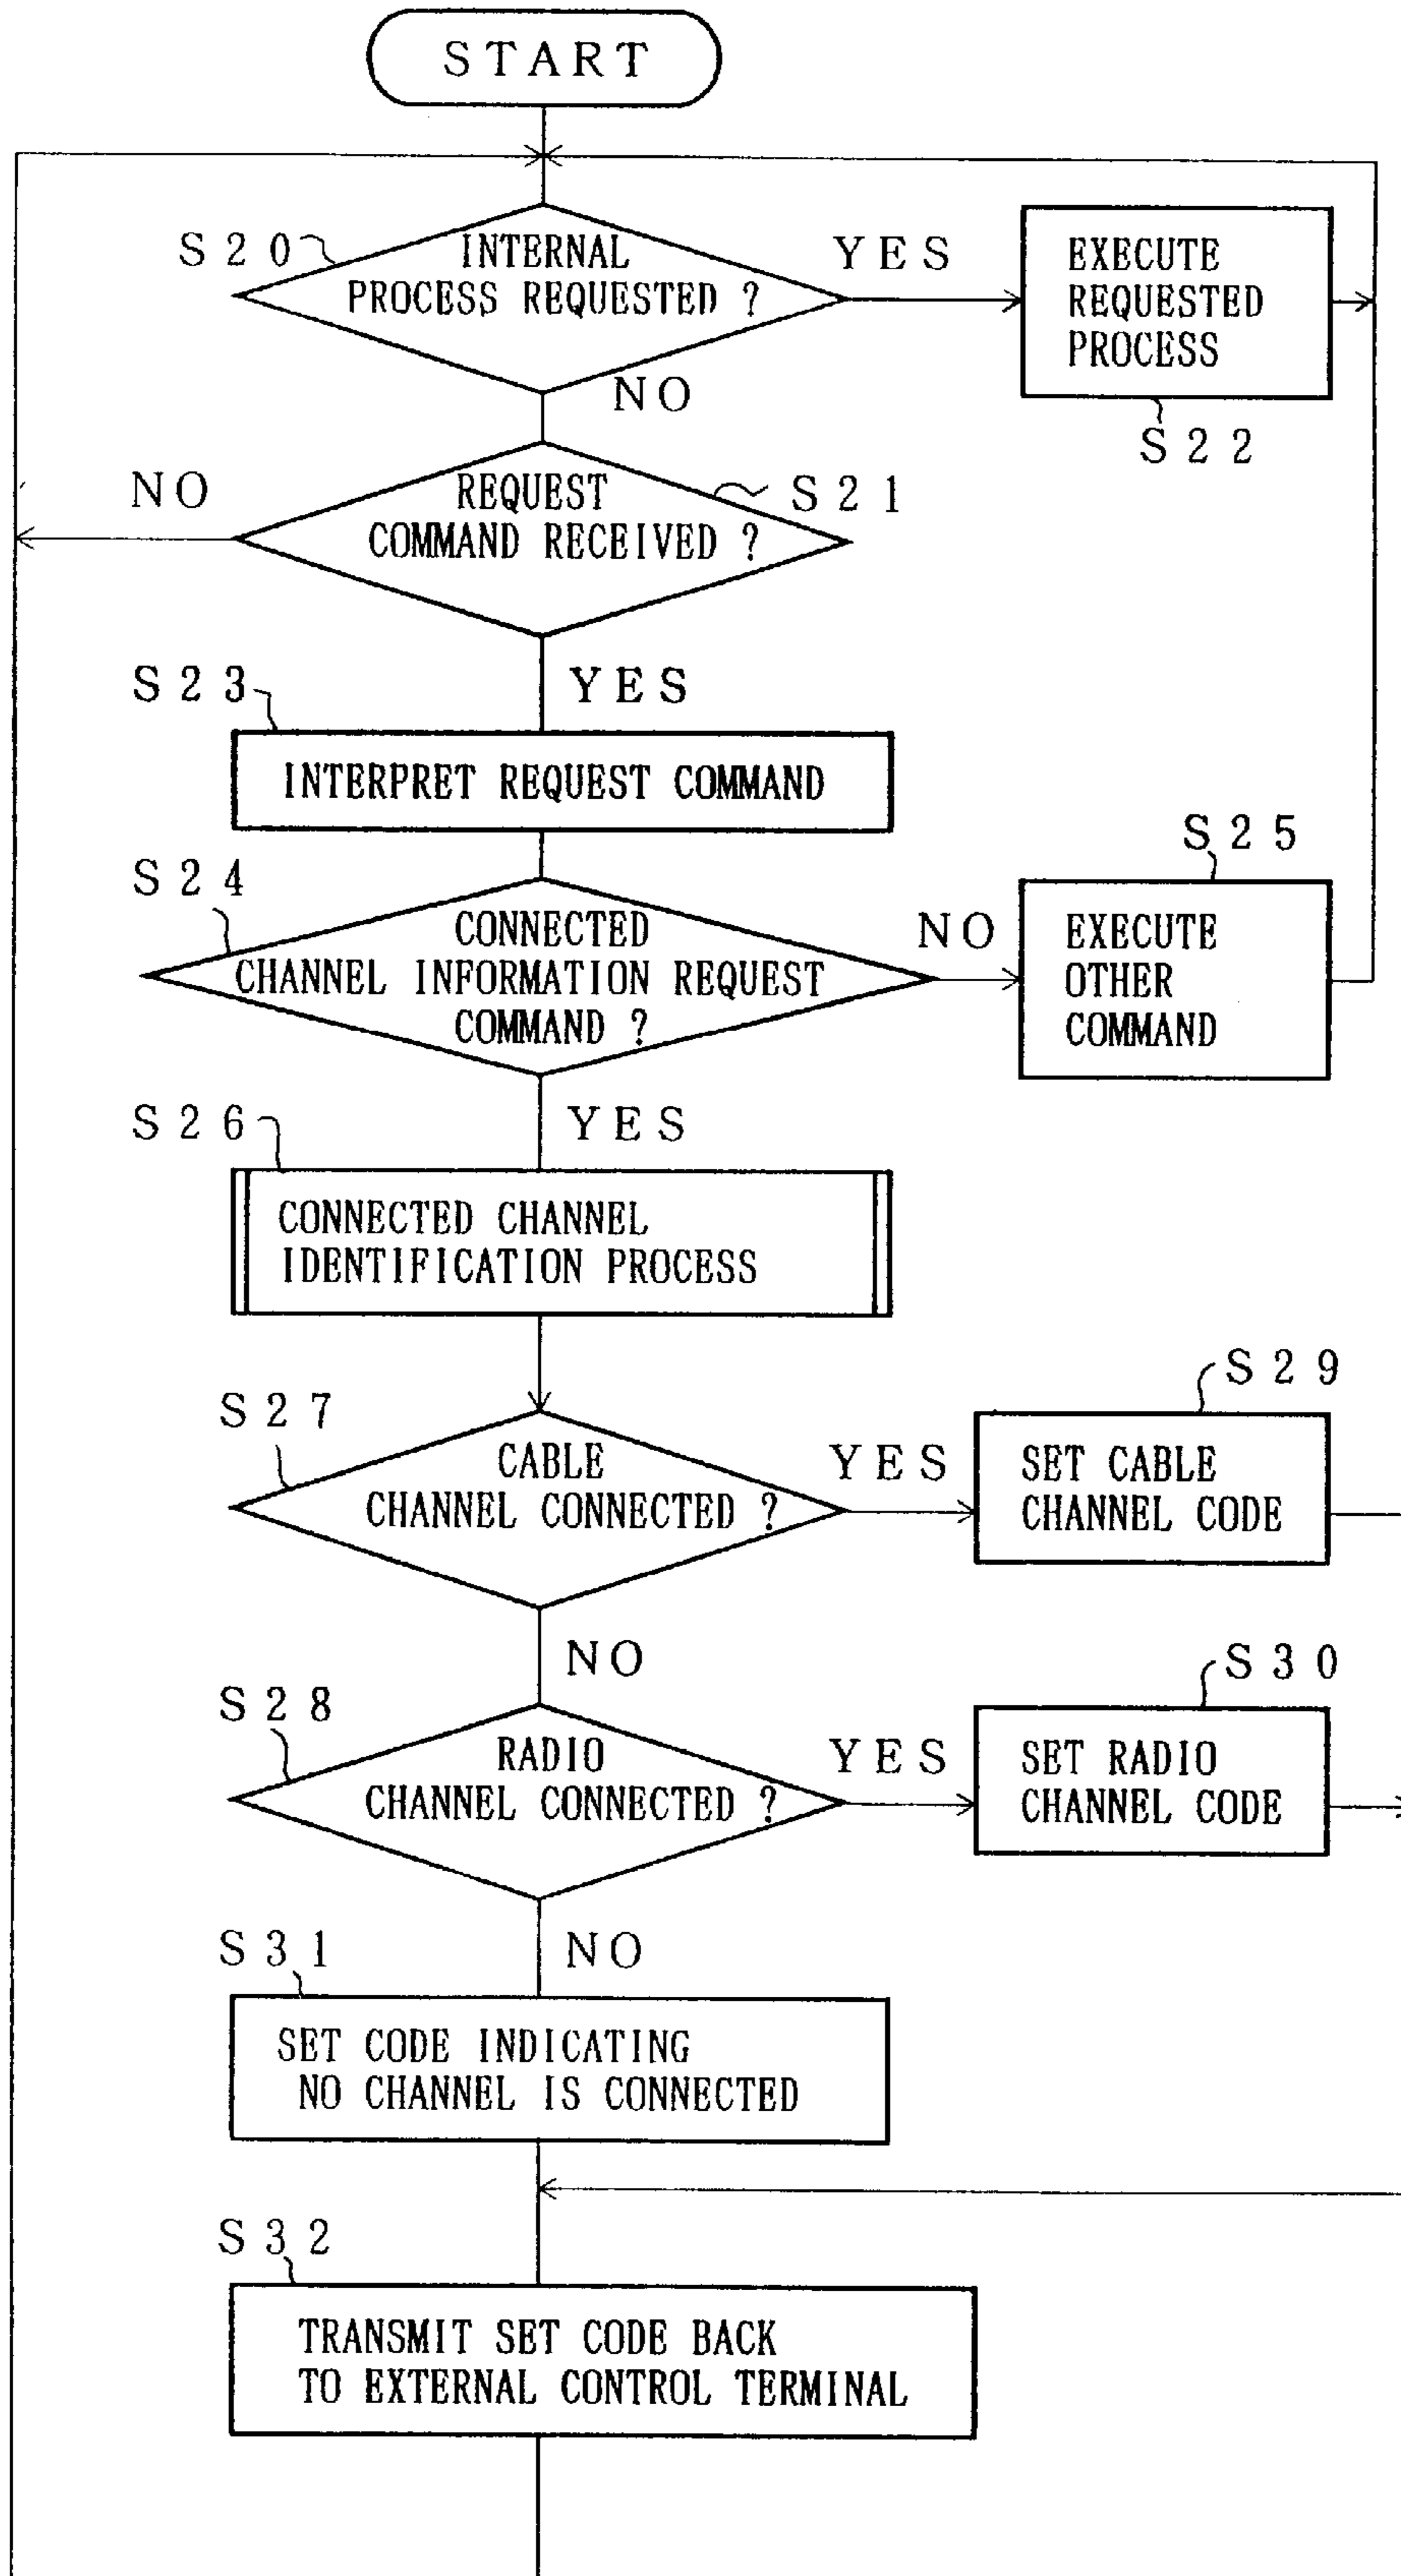 START
S20
INTERNAL
PROCESS REQUESTED ?
YES
EXECUTE
REQUESTED
PROCESS
S22
NO
NO
REQUEST
COMMAND RECEIVED ?
S21
YES
S23
INTERPRET REQUEST COMMAND
S24
CONNECTED
CHANNEL INFORMATION REQUEST
COMMAND ?
NO
S25
EXECUTE
OTHER
COMMAND
YES
S26
CONNECTED CHANNEL
IDENTIFICATION PROCESS
S27
CABLE
CHANNEL CONNECTED ?
YES
S29
SET CABLE
CHANNEL CODE
NO
S28
RADIO
CHANNEL CONNECTED ?
YES
S30
SET RADIO
CHANNEL CODE
NO
S31
SET CODE INDICATING
NO CHANNEL IS CONNECTED
S32
TRANSMIT SET CODE BACK
TO EXTERNAL CONTROL TERMINAL